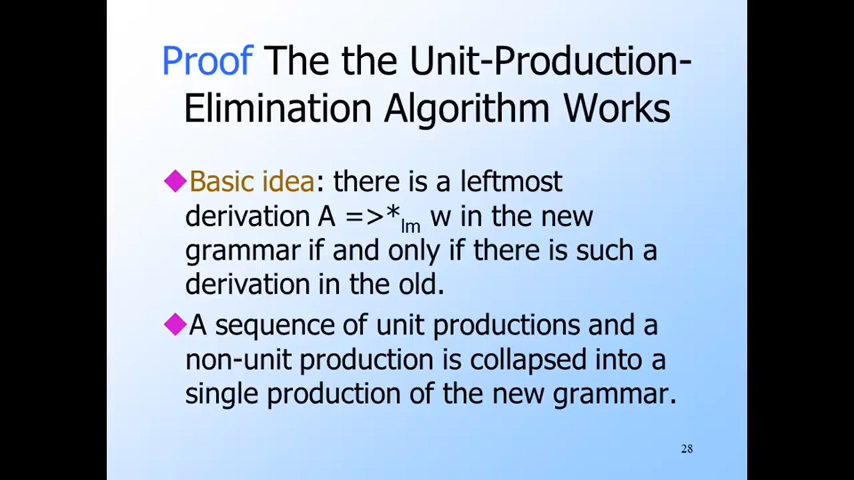 Proof The the Unit-Production-
Elimination Algorithm Works
Basic idea: there is a leftmost
derivation A =>*lm w in the new
grammar if and only if there is such a
derivation in the old.
A sequence of unit productions and a
non-unit production is collapsed into a
single production of the new grammar.
28